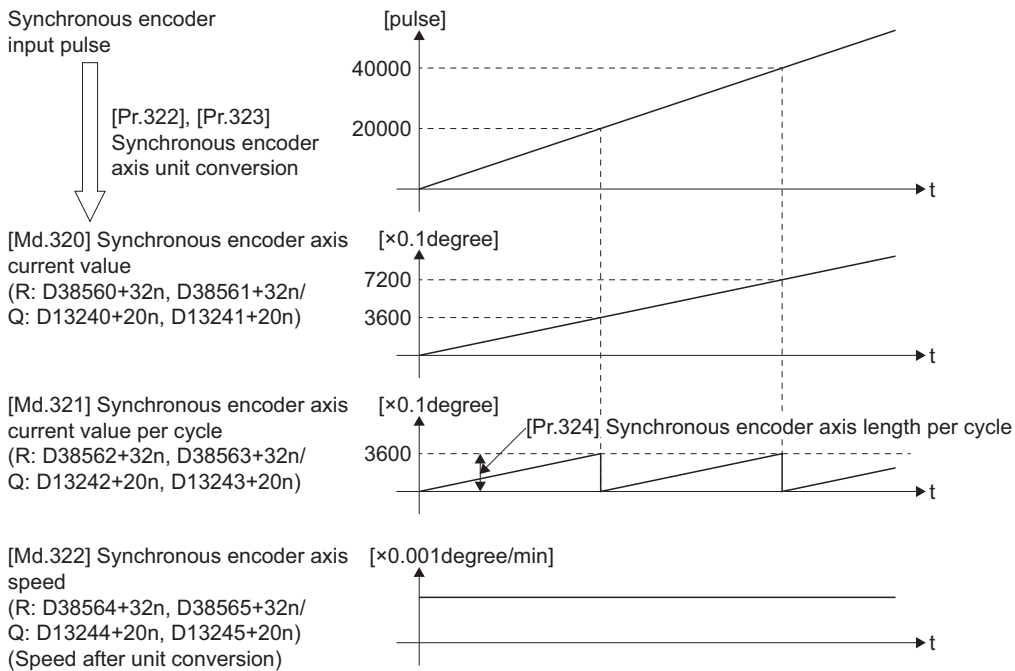 Synchronous encoder
input pulse
[pulse]
40000
20000
t
[Pr.322], [Pr.323]
Synchronous encoder
axis unit conversion
[Md.320] Synchronous encoder axis
current value
(R: D38560+32n, D38561+32n/
Q: D13240+20n, D13241+20n)
[×0.1degree]
7200
3600
t
[Md.321] Synchronous encoder axis
current value per cycle
(R: D38562+32n, D38563+32n/
Q: D13242+20n, D13243+20n)
[×0.1degree]
[Pr.324] Synchronous encoder axis length per cycle
3600
t
[Md.322] Synchronous encoder axis
speed
(R: D38564+32n, D38565+32n/
Q: D13244+20n, D13245+20n)
(Speed after unit conversion)
[×0.001degree/min]
t